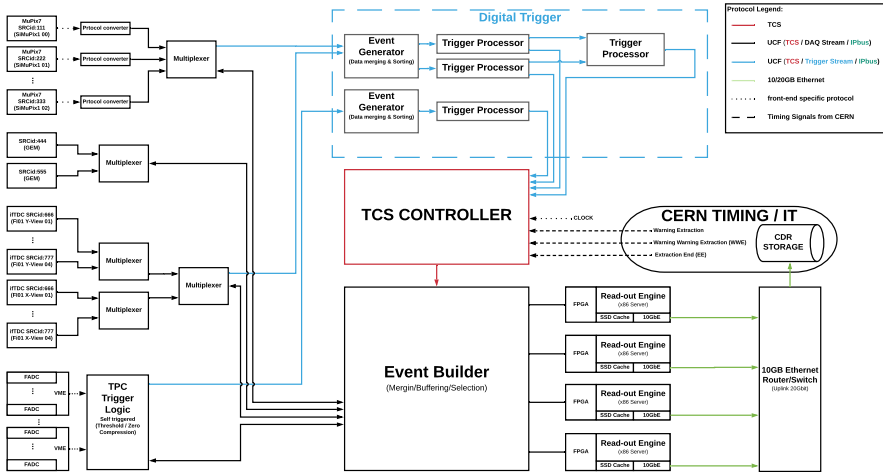 MuPix7
SRCid:111
(SiMuPix1 00)
Prtocol converter
MuPix7
SRCid:222
(SiMuPix1 01)
Prtocol converter
MuPix7
SRCid:333
(SiMuPix1 02)
Prtocol converter
Multiplexer
SRCid:444
(GEM)
SRCid:555
(GEM)
Multiplexer
ifTDC SRCid:666
(FI01 Y-View 01)
ifTDC SRCid:777
(FI01 Y-View 04)
Multiplexer
ifTDC SRCid:666
(FI01 X-View 01)
ifTDC SRCid:777
(FI01 X-View 04)
Multiplexer
Multiplexer
FADC
FADC
VME
FADC
FADC
VME
TPC
Trigger
Logic
Self triggered
(Threshold / Zero
Compression)
Digital Trigger
Event
Generator
(Data merging & Sorting)
Trigger Processor
Trigger Processor
Trigger
Processor
Event
Generator
(Data merging & Sorting)
Trigger Processor
TCS CONTROLLER
CLOCK
Warning Extraction
Warning Warning Extraction (WWE)
Extraction End (EE)
CERN TIMING / IT
CDR
STORAGE
Event Builder
(Mergin/Buffering/Selection)
FPGA
Read-out Engine
(x86 Server)
SSD Cache
10GbE
FPGA
Read-out Engine
(x86 Server)
SSD Cache
10GbE
FPGA
Read-out Engine
(x86 Server)
SSD Cache
10GbE
FPGA
Read-out Engine
(x86 Server)
SSD Cache
10GbE
10GB Ethernet
Router/Switch
(Uplink 20Gbit)
Protocol Legend:
TCS
UCF (TCS / DAQ Stream / IPbus)
UCF (TCS / Trigger Stream / IPbus)
10/20GB Ethernet
front-end specific protocol
Timing Signals from CERN